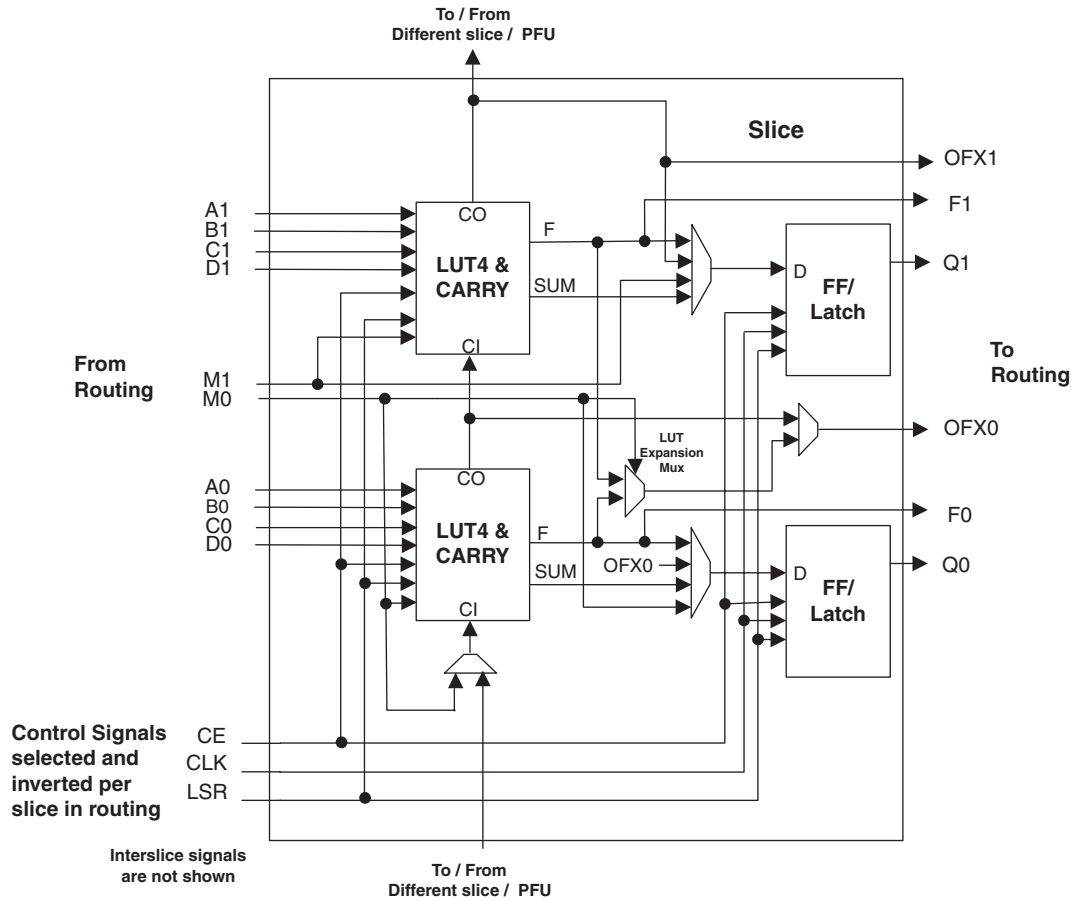 To / From
Different slice / PFU
Slice
OFX1
F1
A1
B1
C1
D1
CO
LUT4 &
CARRY
F
SUM
CI
D
FF/
Latch
Q1
From
Routing
M1
M0
To
Routing
OFX0
LUT
Expansion
Mux
A0
B0
C0
D0
CO
LUT4 &
CARRY
F
SUM
CI
OFX0
F0
D
FF/
Latch
Q0
Control Signals
selected and
inverted per
slice in routing
CE
CLK
LSR
Interslice signals
are not shown
To / From
Different slice / PFU